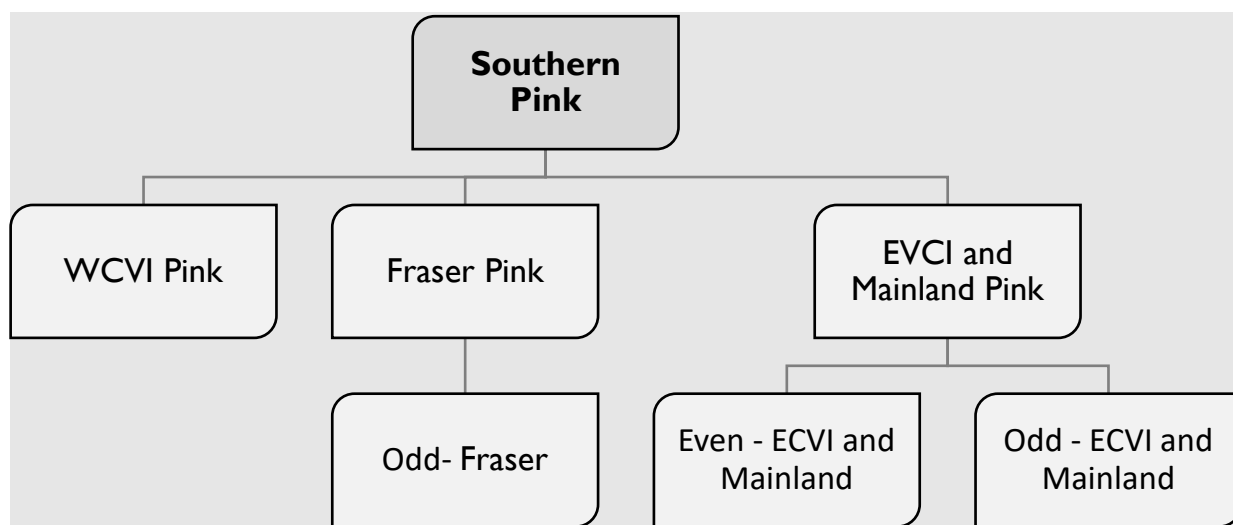 Southern
Pink
WCVI Pink
Fraser Pink
EVCI and
Mainland Pink
Odd- Fraser
Even - ECVI and
Mainland
Odd - ECVI and
Mainland